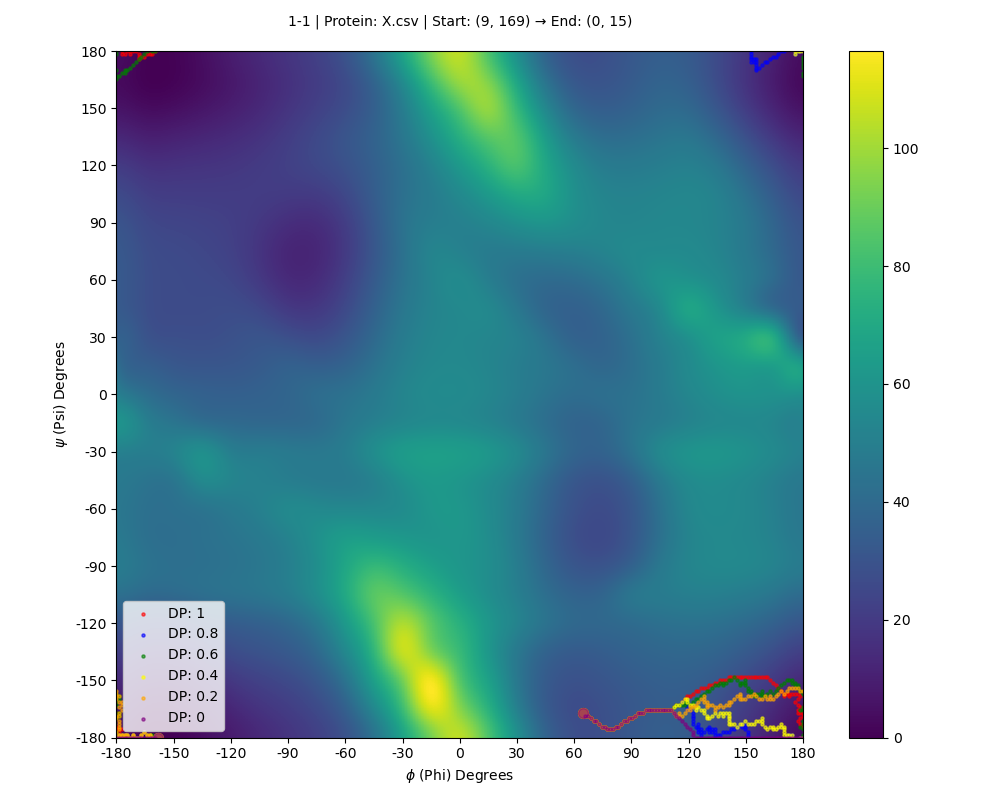 1-1 | Protein: X.csv | Start: (9, 169) → End: (0, 15)
180
150
120
90
60
30
0
-30
-60
-90
-120
-150
-180
ψ (Psi) Degrees
DP: 1
DP: 0.8
DP: 0.6
DP: 0.4
DP: 0.2
DP: 0
-180 -150 -120 -90 -60 -30 0 30 60 90 120 150 180
ϕ (Phi) Degrees
100
80
60
40
20
0